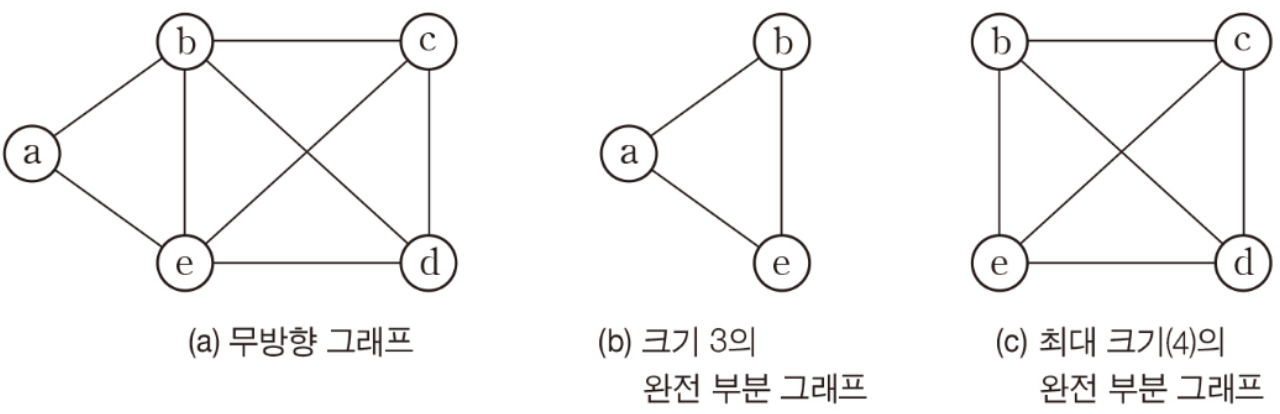 b
c
a
e
d
(a) 무방향 그래프
b
a
e
(b) 크기 3의
완전 부분 그래프
b
c
e
d
(c) 최대 크기(4)의
완전 부분 그래프